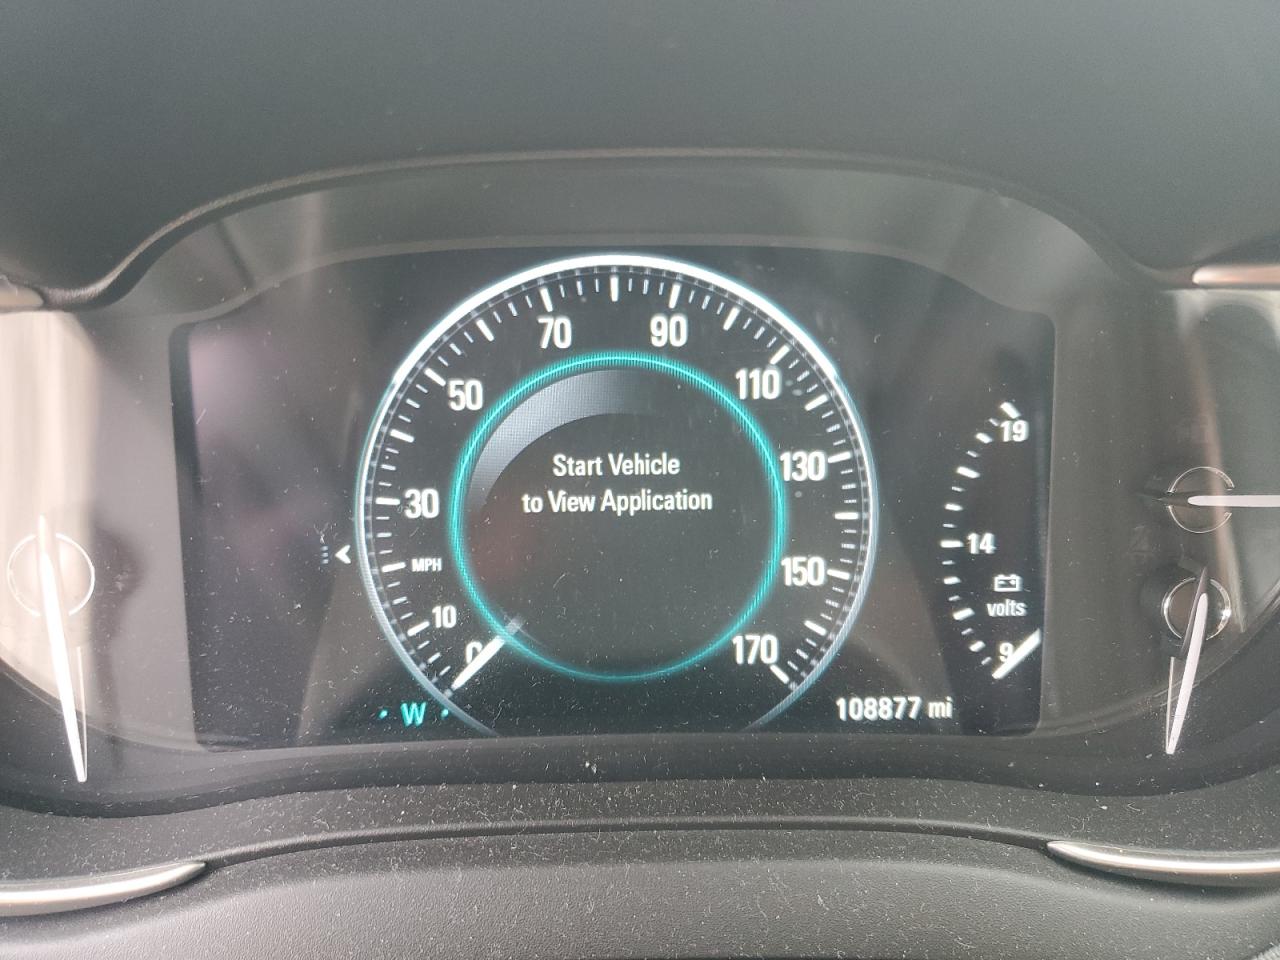 70
90
50
110
Start Vehicle
130
19
to View Application
30
14
MPH
150
volts
10
0
170
9
W
108877 mi